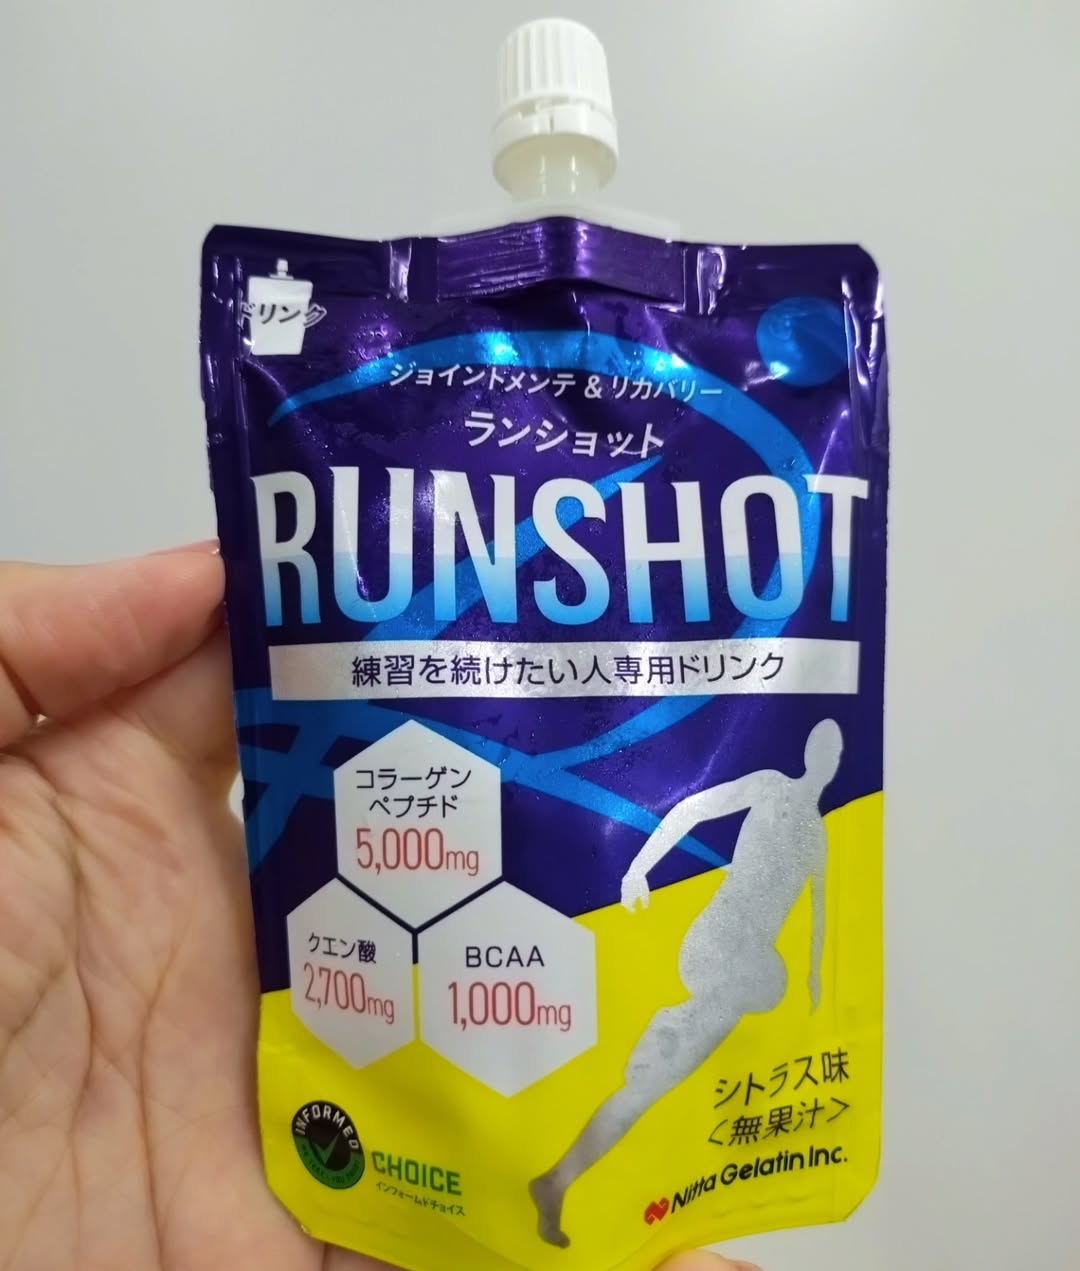 ドリンク
ジョイントメンテ & リカバリー
ランショット
RUNSHOT
練習を続けたい人専用ドリンク
コラーゲン
ペプチド
5,000mg
クエン酸
2,700mg
BCAA
1,000mg
シトラス味
<無果汁>
INFORMED
CHOICE
インフォームドチョイス
Nitta Gelatin Inc.